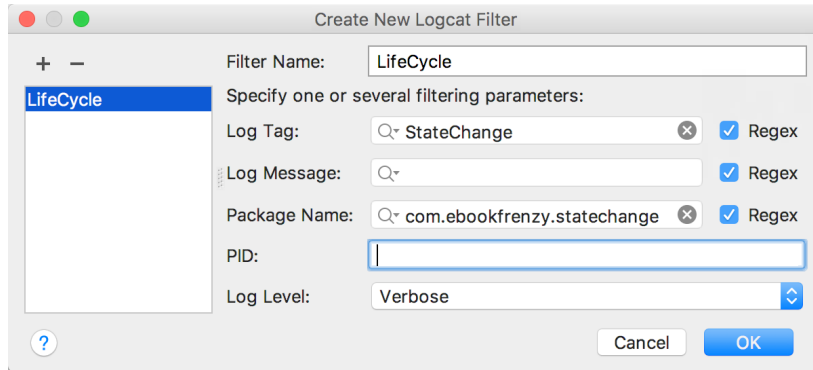 Create New Logcat Filter
+ −
Filter Name: LifeCycle
LifeCycle
Specify one or several filtering parameters:
Log Tag: StateChange Regex
Log Message: Regex
Package Name: com.ebookfrenzy.statechange Regex
PID:
Log Level: Verbose
? Cancel OK